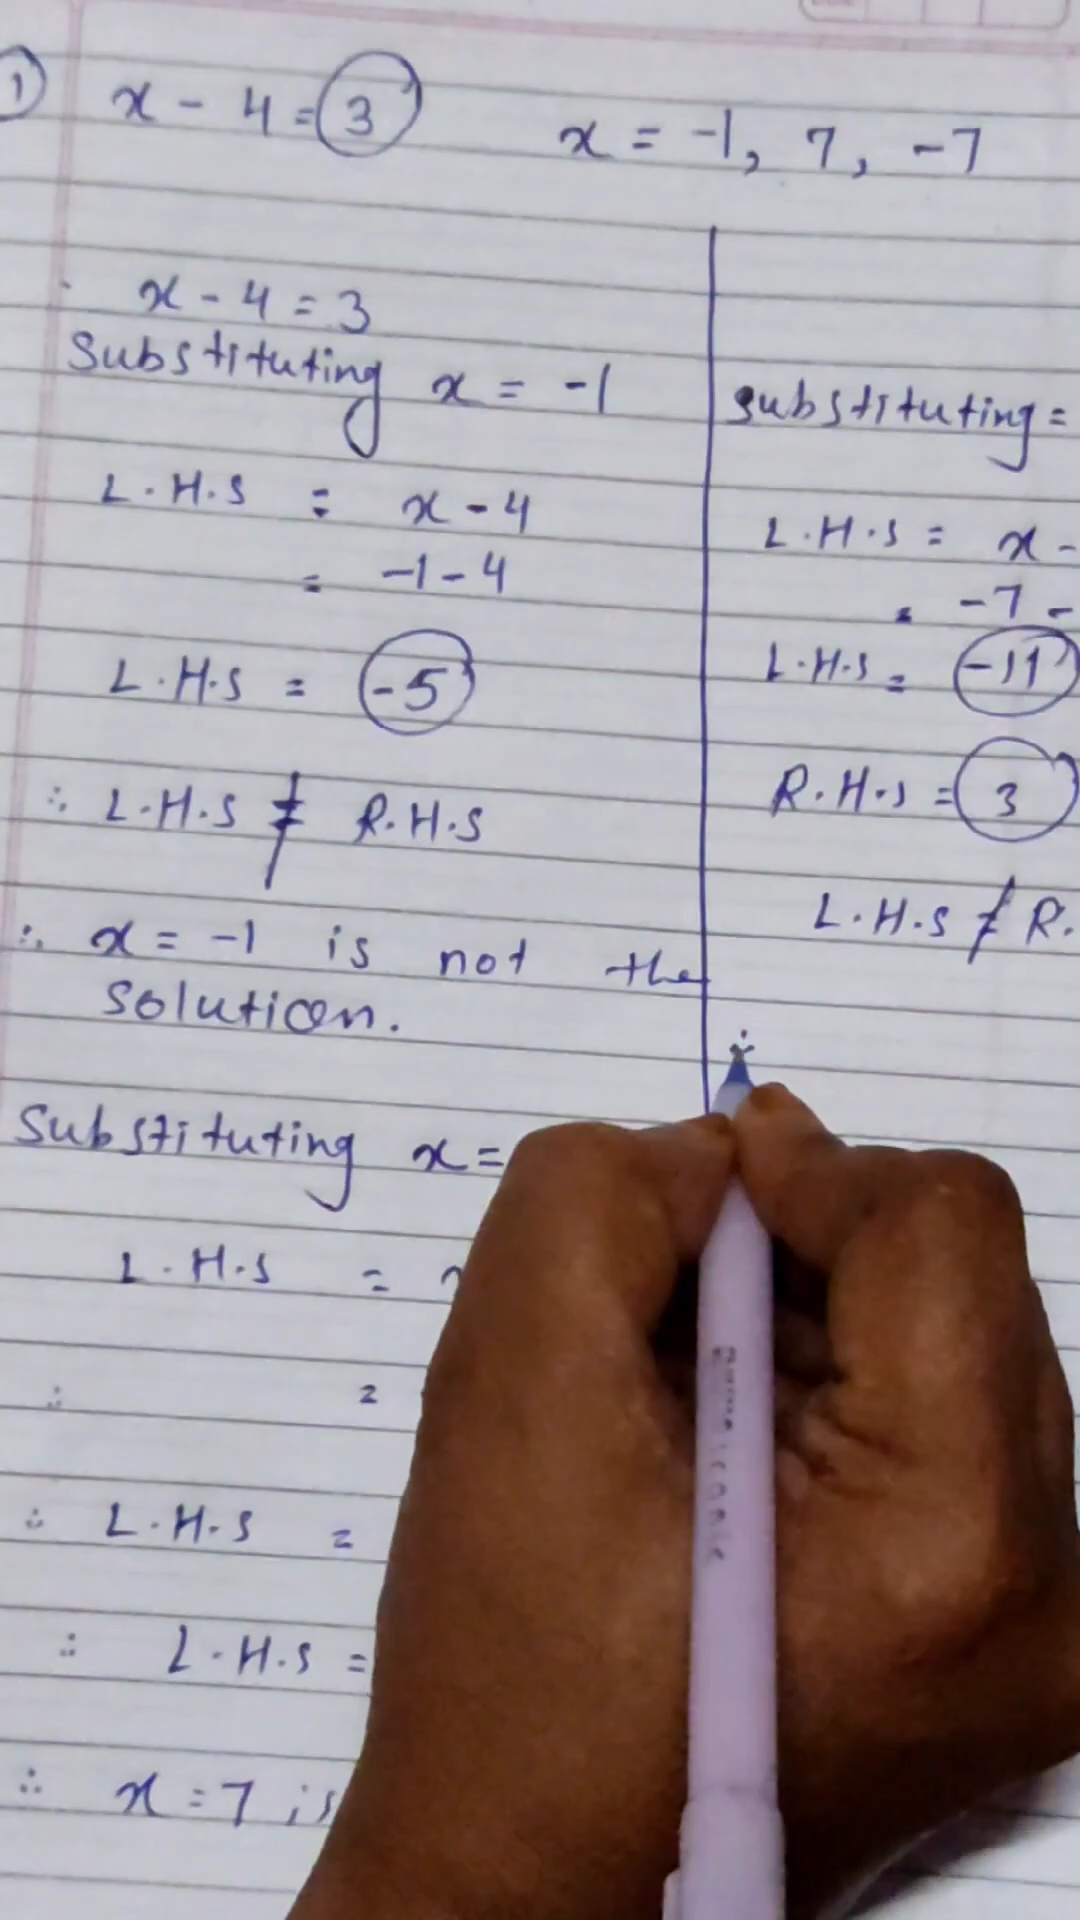 1 x - 4 = 3 x = -1, 7, -7
x - 4 = 3
Substituting x = -1
L.H.S = x - 4
= -1 - 4
L.H.S = -5
∴ L.H.S ≠ R.H.S
∴ x = -1 is not the
solution.
Substituting x =
L.H.S =
∴ =
∴ L.H.S =
∴ L.H.S =
∴ x = 7 is
substituting =
L.H.S = x -
= -7 -
L.H.S = -11
R.H.S = 3
L.H.S ≠ R.
∴